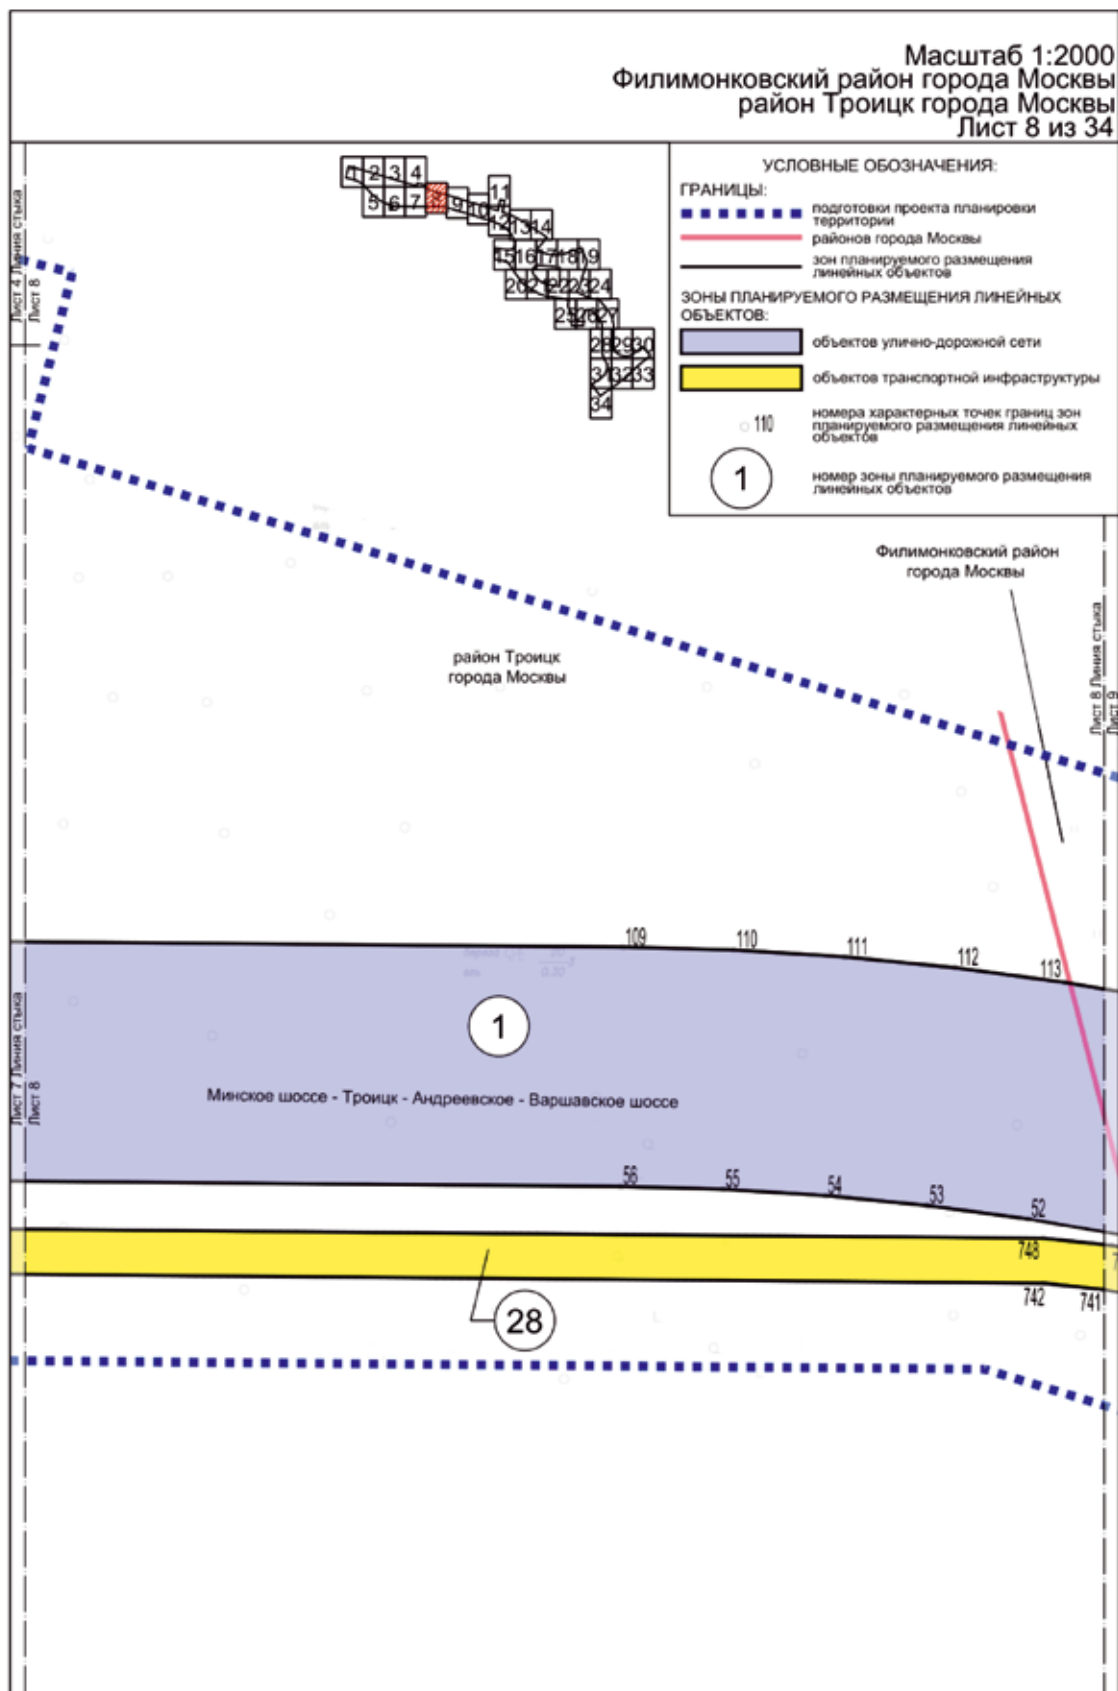 Масштаб 1:2000
Филимонковский район города Москвы
район Троицк города Москвы
Лист 8 из 34
УСЛОВНЫЕ ОБОЗНАЧЕНИЯ:
ГРАНИЦЫ:
подготовки проекта планировки
территории
районов города Москвы
зон планируемого размещения
линейных объектов
ЗОНЫ ПЛАНИРУЕМОГО РАЗМЕЩЕНИЯ ЛИНЕЙНЫХ
ОБЪЕКТОВ:
объектов улично-дорожной сети
объектов транспортной инфраструктуры
110
номера характерных точек границ зон
планируемого размещения линейных
объектов
1
номер зоны планируемого размещения
линейных объектов
1 2 3 4
5 6 7 8 9 10 11
12 13 14
15 16 17 18 19
20 21 22 23 24
25 26 27
28 29 30
31 32 33
34
Лист 4 Линия стыка
Лист 8
Филимонковский район
города Москвы
район Троицк
города Москвы
Лист 8 Линия стыка
Лист 9
109
110
111
112
113
1
Лист 7 Линия стыка
Лист 8
Минское шоссе - Троицк - Андреевское - Варшавское шоссе
56
55
54
53
52
748
742
741
28